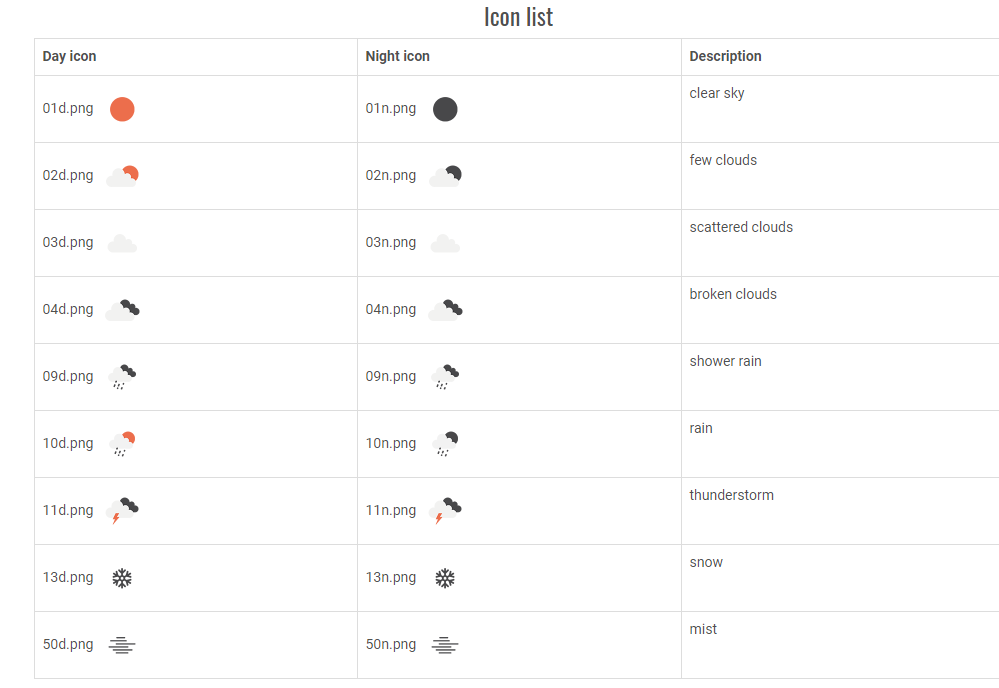 Icon list
Day icon Night icon Description
01d.png 01n.png clear sky
02d.png 02n.png few clouds
03d.png 03n.png scattered clouds
04d.png 04n.png broken clouds
09d.png 09n.png shower rain
10d.png 10n.png rain
11d.png 11n.png thunderstorm
13d.png 13n.png snow
50d.png 50n.png mist